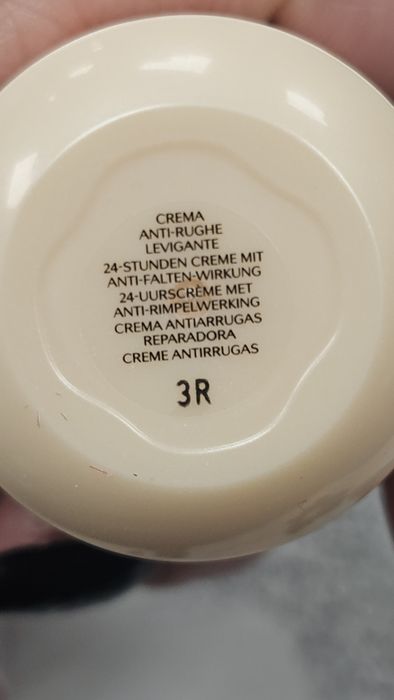 CREMA
ANTI-RUGHE
LEVIGANTE
24-STUNDEN CREME MIT
ANTI-FALTEN-WIRKUNG
24-UURSCRÈME MET
ANTI-RIMPELWERKING
CREMA ANTIARRUGAS
REPARADORA
CREME ANTIRRUGAS
3R